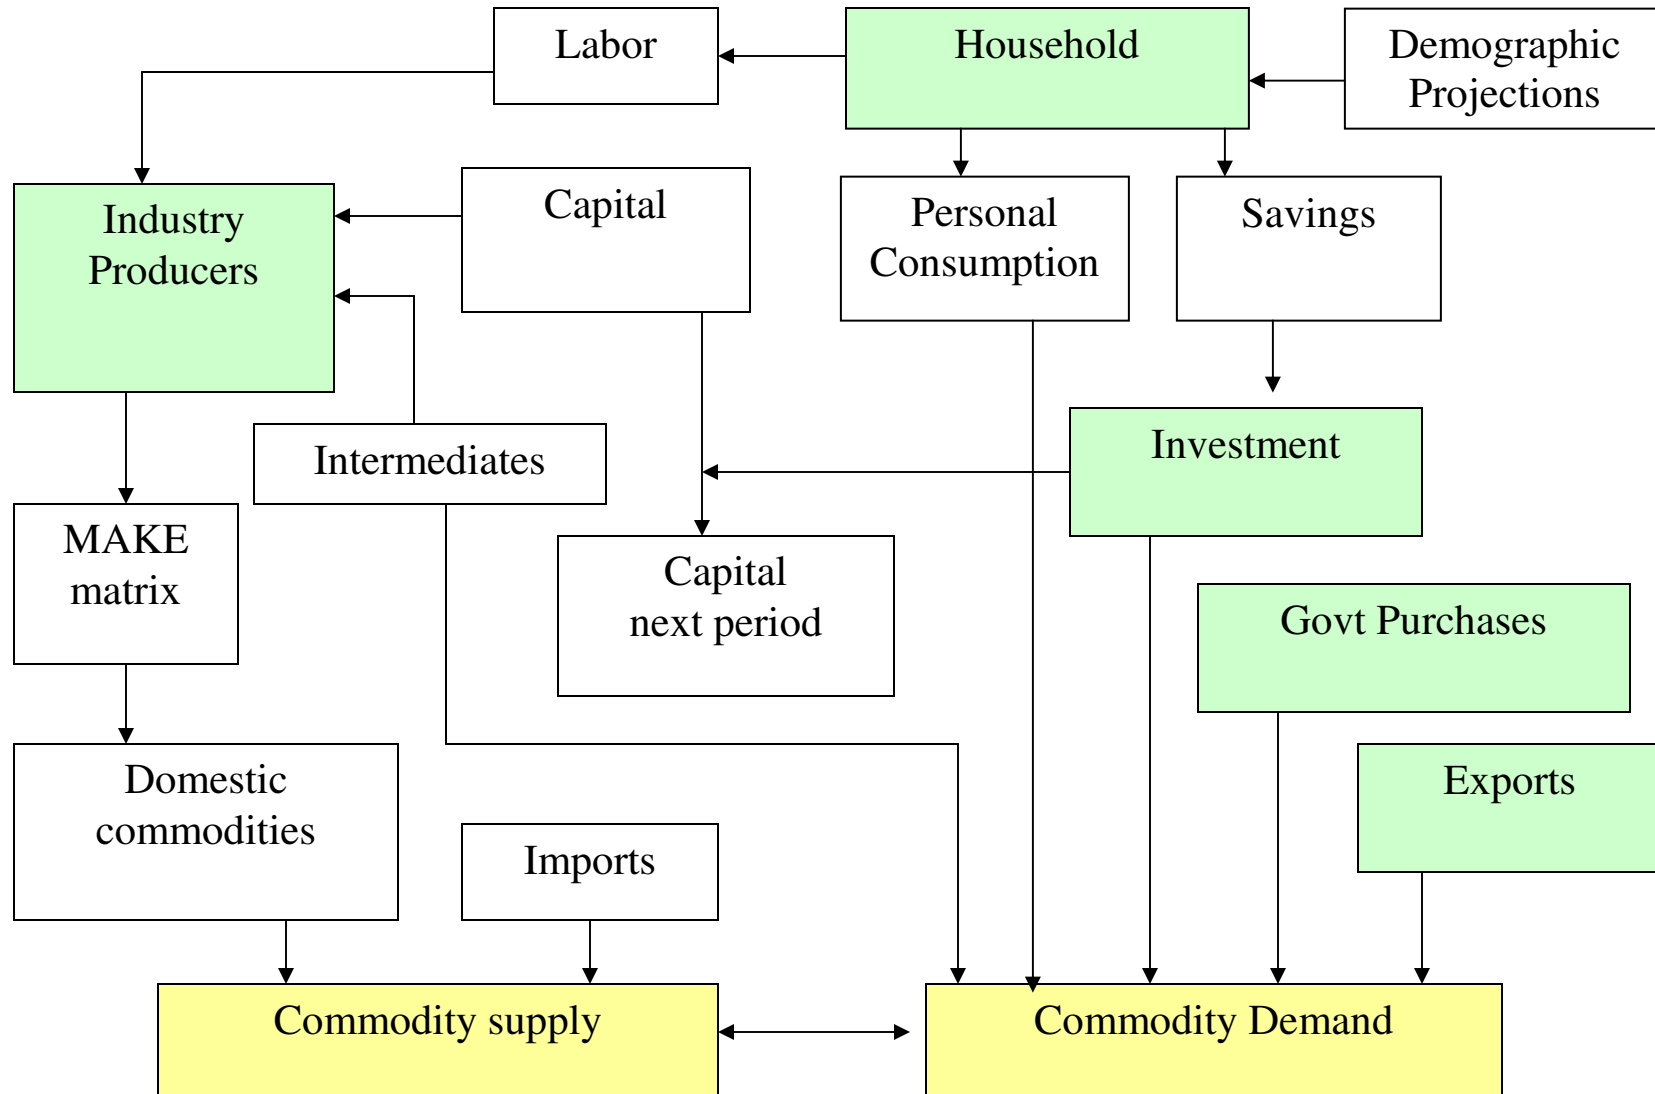 Labor
Household
Demographic
Projections
Industry
Producers
Capital
Personal
Consumption
Savings
Intermediates
Investment
MAKE
matrix
Capital
next period
Govt Purchases
Domestic
commodities
Imports
Exports
Commodity supply
Commodity Demand